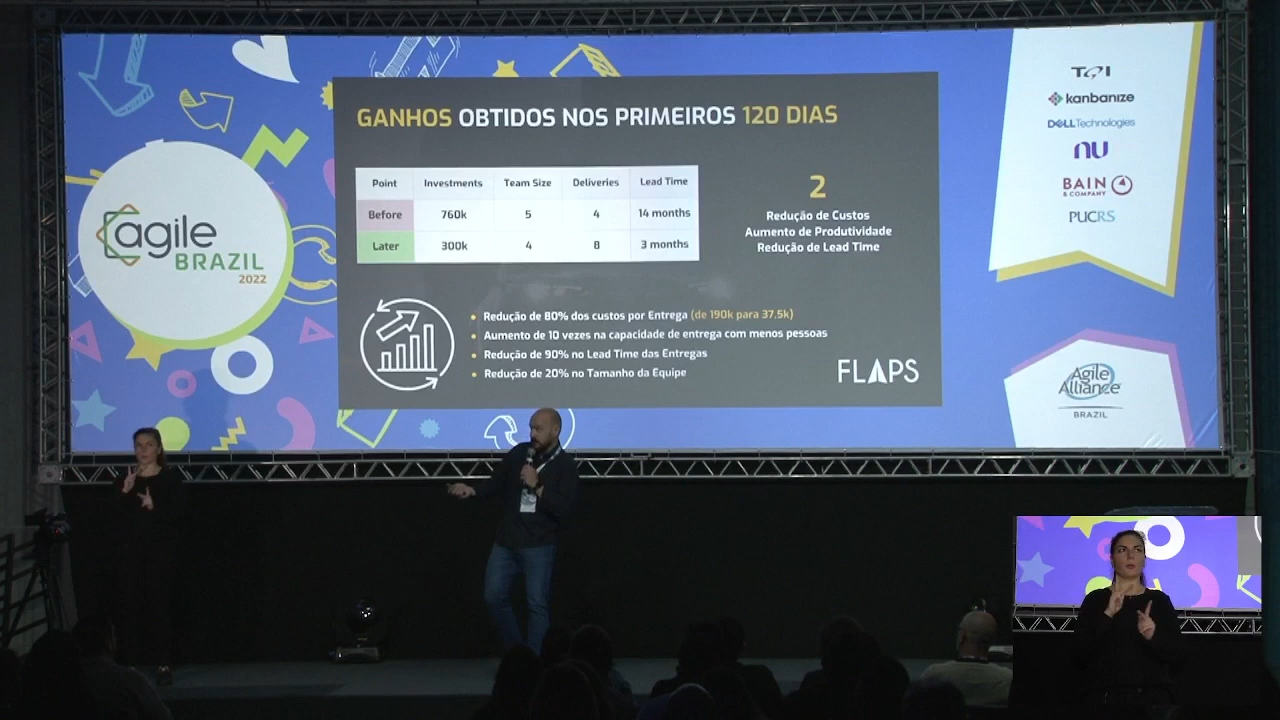 agile
BRAZIL
2022
GANHOS OBTIDOS NOS PRIMEIROS 120 DIAS
Point Investments Team Size Deliveries Lead Time
Before 760k 5 4 14 months
Later 300k 4 8 3 months
2
Redução de Custos
Aumento de Produtividade
Redução de Lead Time
Redução de 80% dos custos por Entrega (de 190k para 37.5k)
Aumento de 10 vezes na capacidade de entrega com menos pessoas
Redução de 90% no Lead Time das Entregas
Redução de 20% no Tamanho da Equipe
FLAPS
kanbanize
DELLTechnologies
nu
BAIN
& COMPANY
PUCRS
Agile
Alliance
BRAZIL